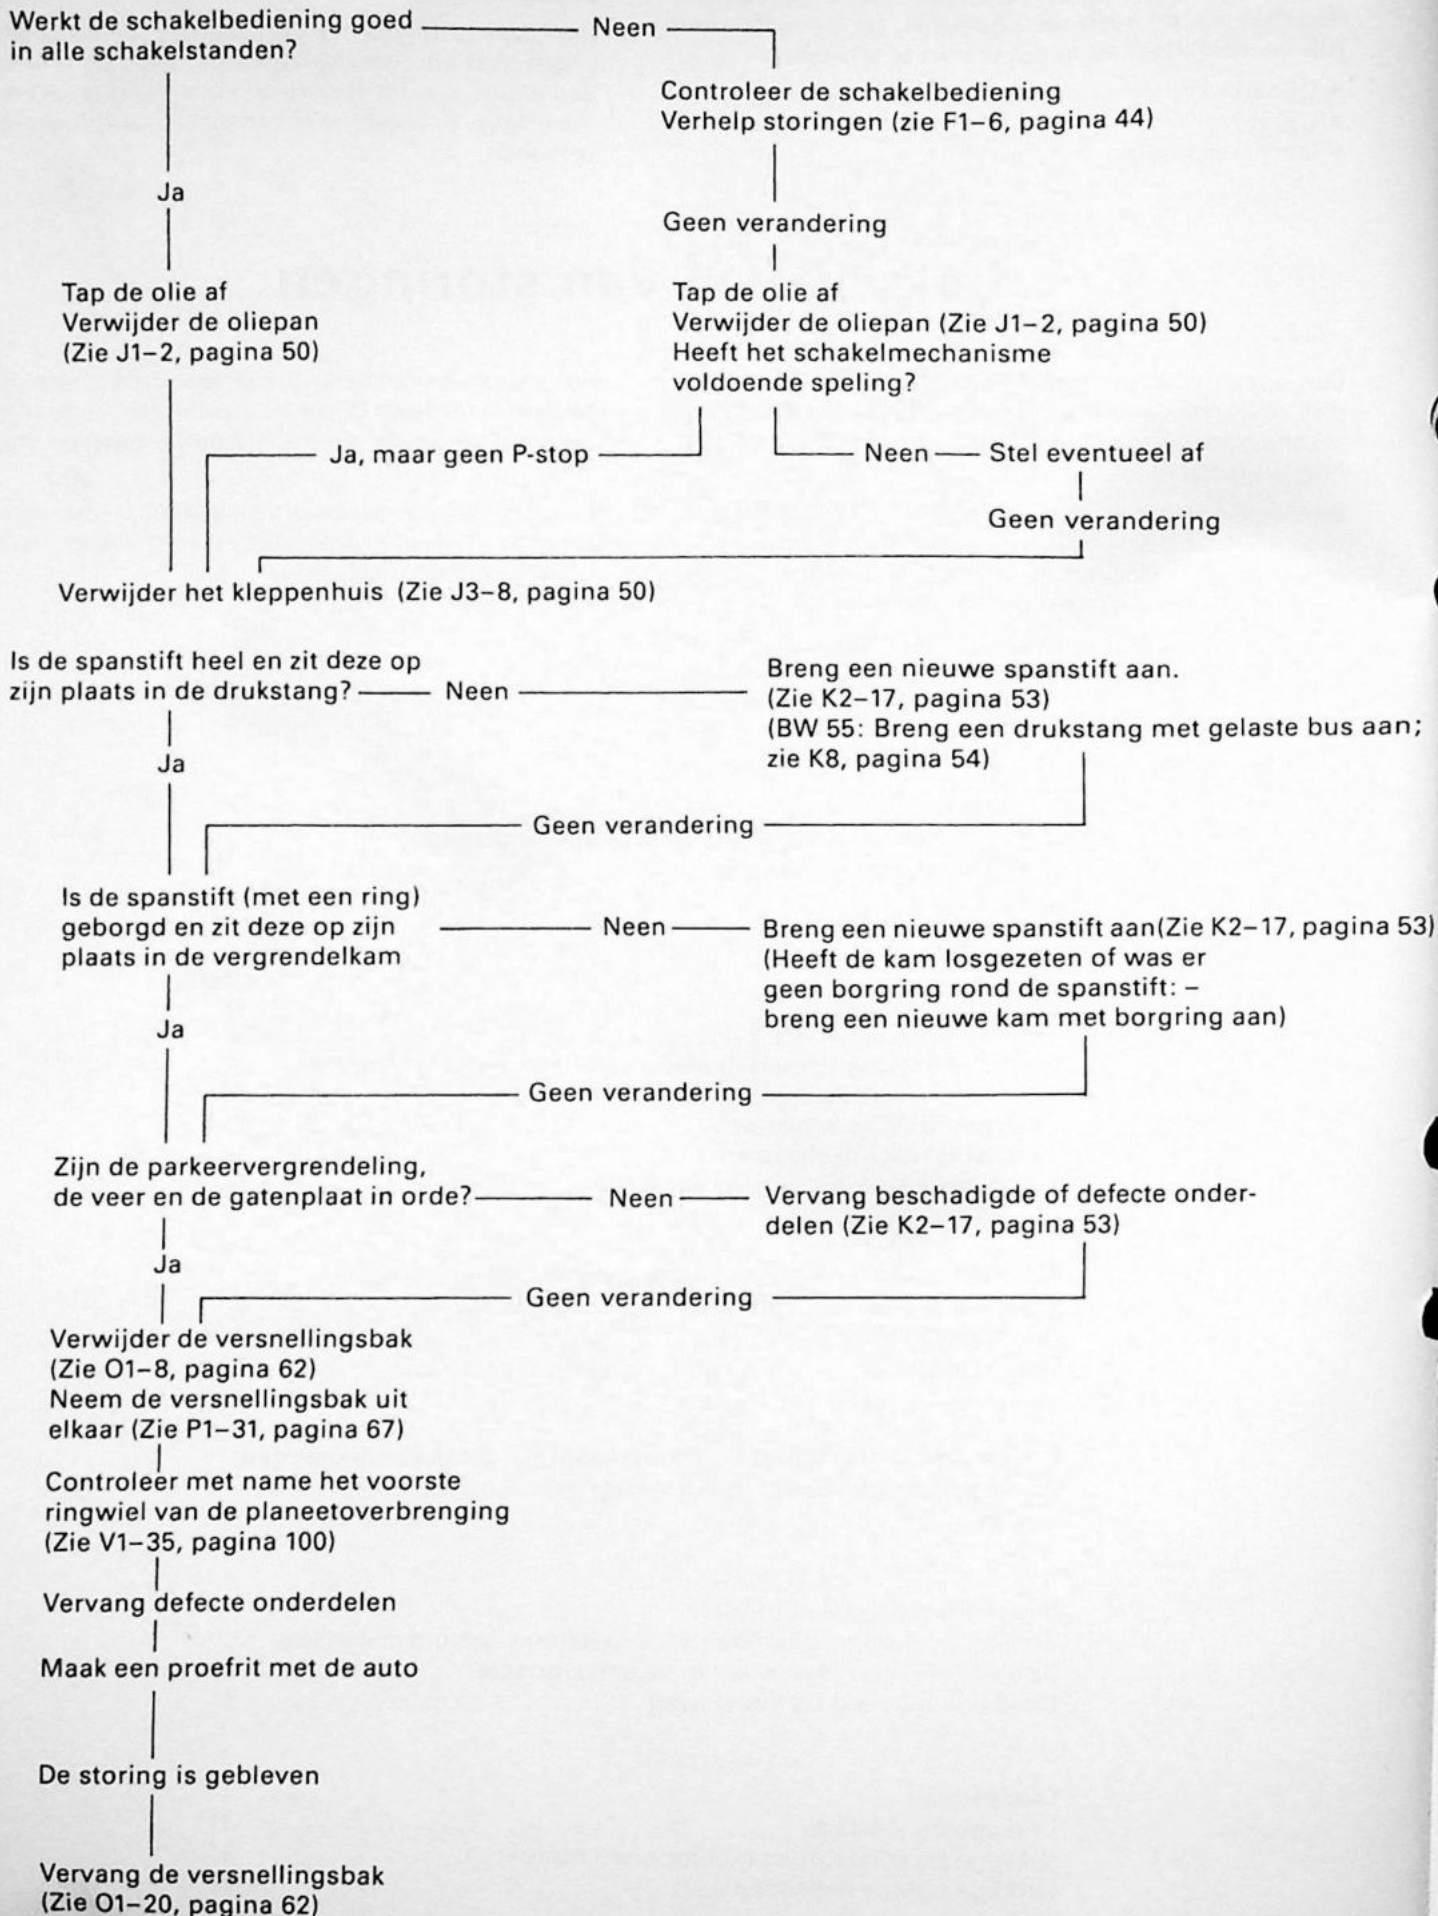 Werkt de schakelbediening goed
in alle schakelstanden?
Neen
Controleer de schakelbediening
Verhelp storingen (zie F1–6, pagina 44)
Ja
Geen verandering
Tap de olie af
Verwijder de oliepan
(Zie J1–2, pagina 50)
Tap de olie af
Verwijder de oliepan (Zie J1–2, pagina 50)
Heeft het schakelmechanisme
voldoende speling?
Ja, maar geen P-stop
Neen
Stel eventueel af
Geen verandering
Verwijder het kleppenhuis (Zie J3–8, pagina 50)
Is de spanstift heel en zit deze op
zijn plaats in de drukstang?
Neen
Breng een nieuwe spanstift aan.
(Zie K2–17, pagina 53)
(BW 55: Breng een drukstang met gelaste bus aan;
zie K8, pagina 54)
Ja
Geen verandering
Is de spanstift (met een ring)
geborgd en zit deze op zijn
plaats in de vergrendelkam
Neen
Breng een nieuwe spanstift aan(Zie K2–17, pagina 53)
(Heeft de kam losgezeten of was er
geen borgring rond de spanstift: –
breng een nieuwe kam met borgring aan)
Ja
Geen verandering
Zijn de parkeervergrendeling,
de veer en de gatenplaat in orde?
Neen
Vervang beschadigde of defecte onder-
delen (Zie K2–17, pagina 53)
Ja
Geen verandering
Verwijder de versnellingsbak
(Zie O1–8, pagina 62)
Neem de versnellingsbak uit
elkaar (Zie P1–31, pagina 67)
Controleer met name het voorste
ringwiel van de planeetoverbrenging
(Zie V1–35, pagina 100)
Vervang defecte onderdelen
Maak een proefrit met de auto
De storing is gebleven
Vervang de versnellingsbak
(Zie O1–20, pagina 62)